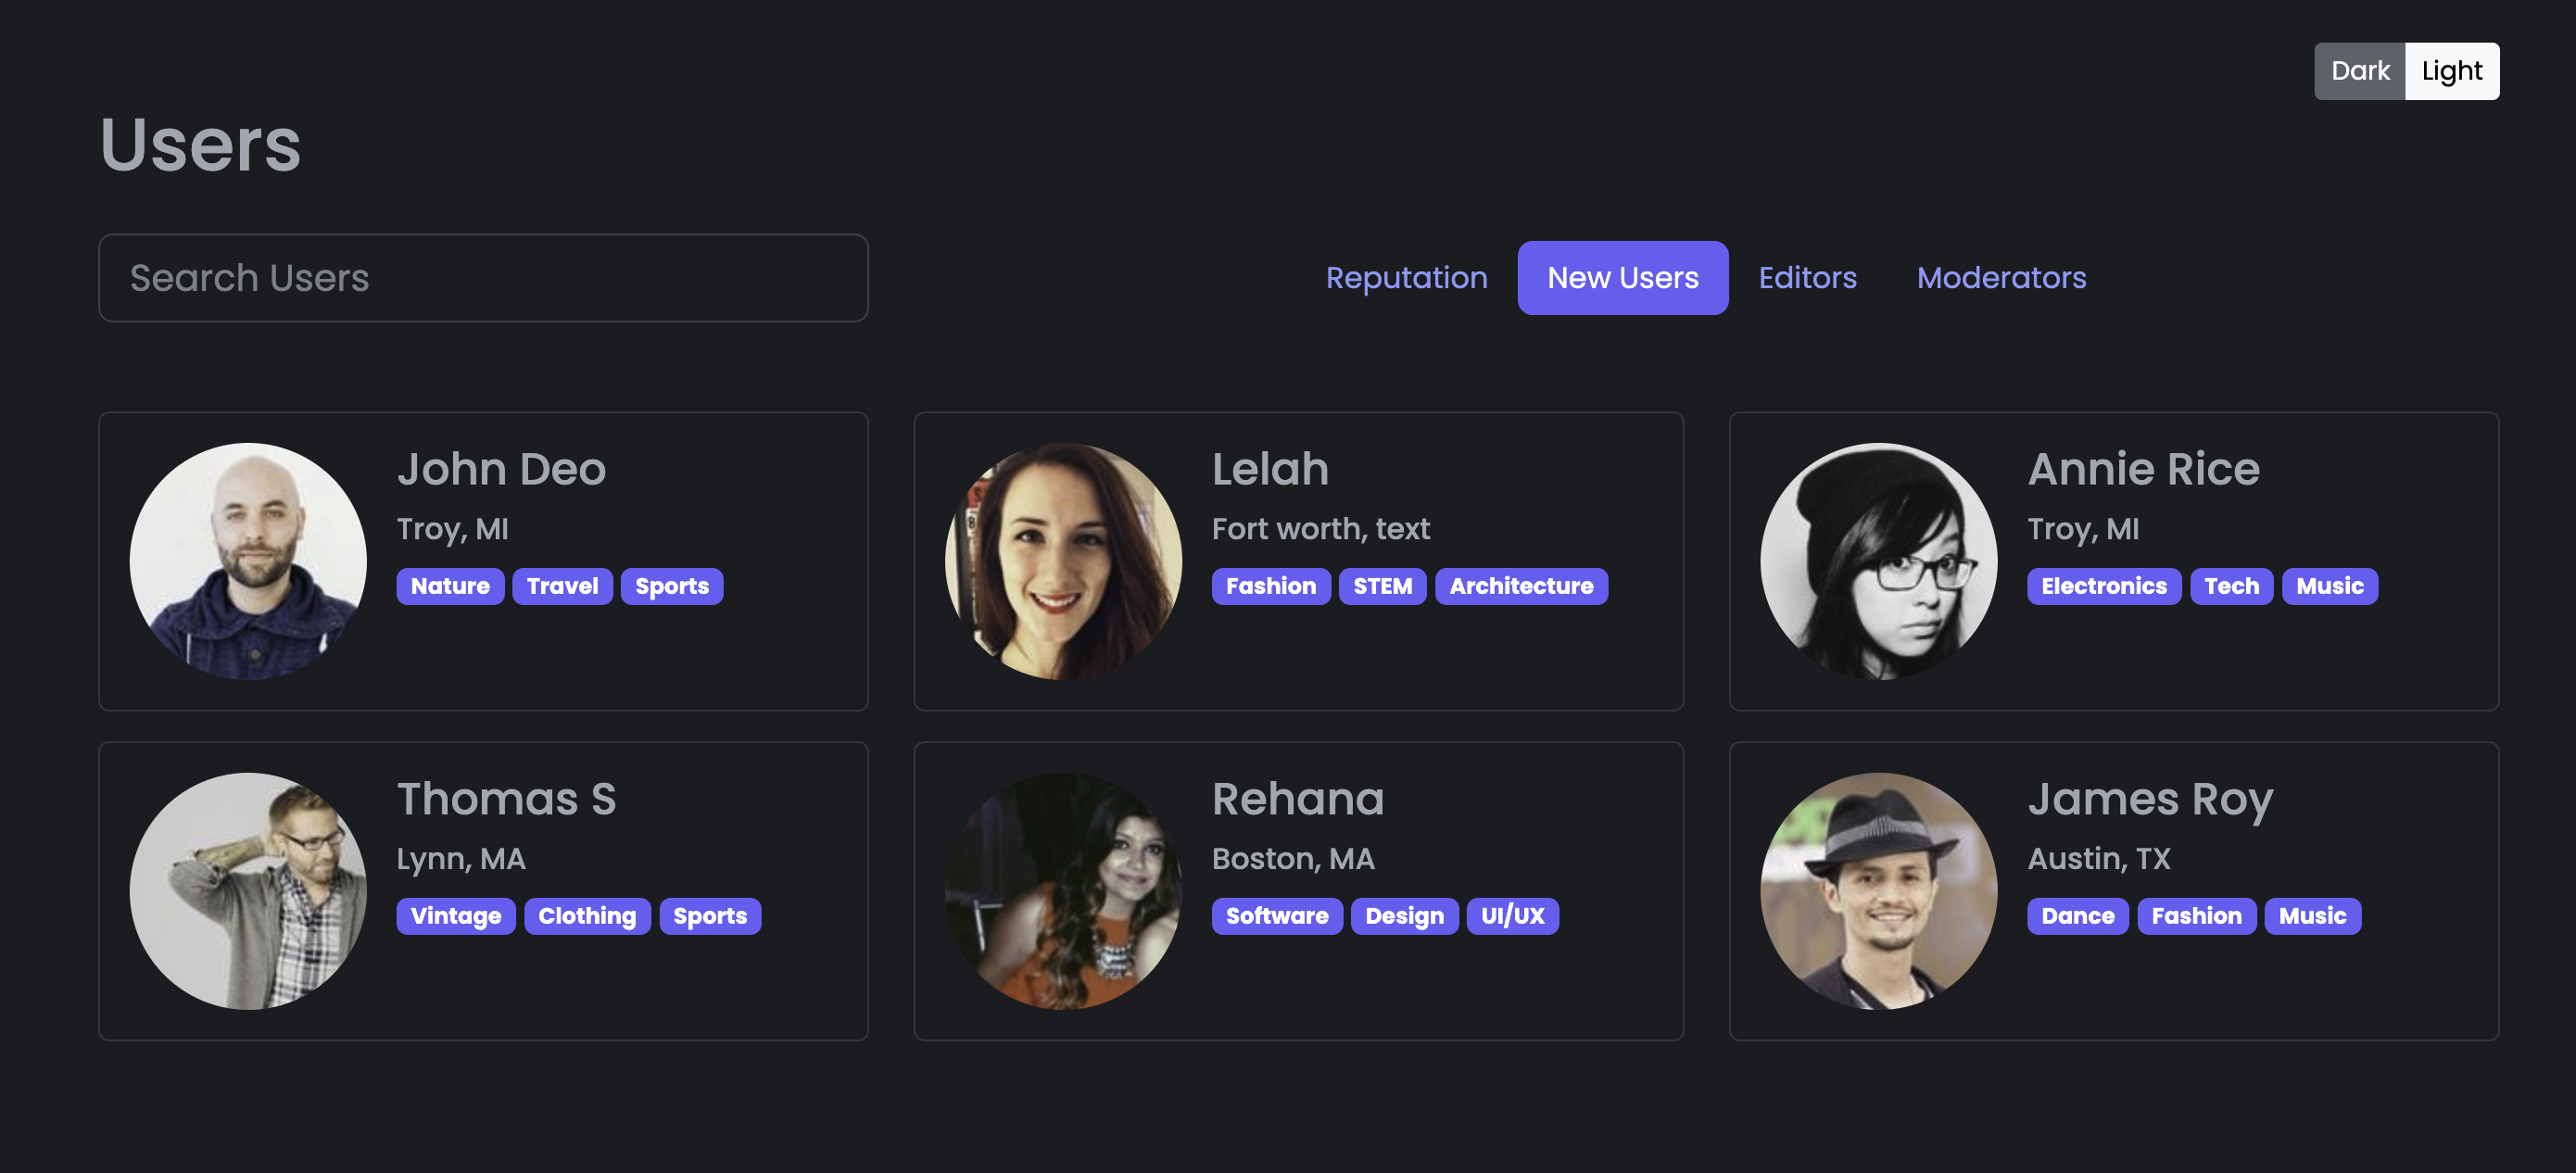 Dark Light
Users
Search Users
Reputation New Users Editors Moderators
John Deo
Troy, MI
Nature Travel Sports
Lelah
Fort worth, text
Fashion STEM Architecture
Annie Rice
Troy, MI
Electronics Tech Music
Thomas S
Lynn, MA
Vintage Clothing Sports
Rehana
Boston, MA
Software Design UI/UX
James Roy
Austin, TX
Dance Fashion Music